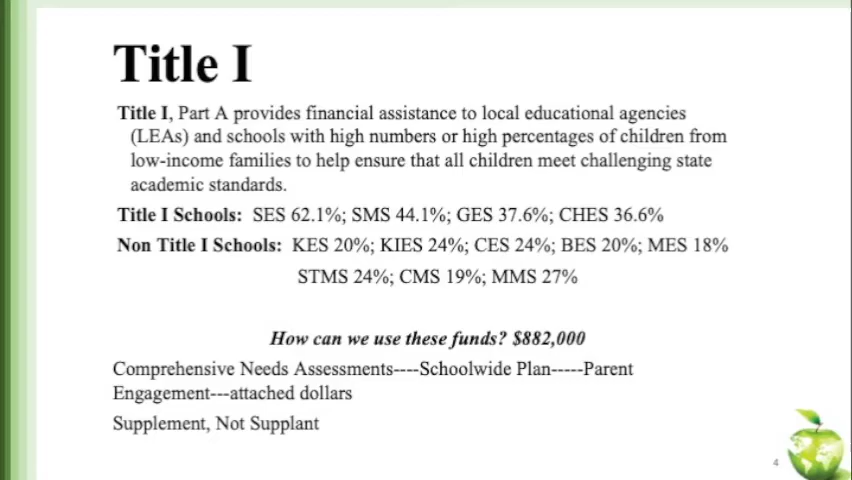 Title I
Title I, Part A provides financial assistance to local educational agencies
(LEAs) and schools with high numbers or high percentages of children from
low-income families to help ensure that all children meet challenging state
academic standards.
Title I Schools: SES 62.1%; SMS 44.1%; GES 37.6%; CHES 36.6%
Non Title I Schools: KES 20%; KIES 24%; CES 24%; BES 20%; MES 18%
STMS 24%; CMS 19%; MMS 27%
How can we use these funds? $882,000
Comprehensive Needs Assessments----Schoolwide Plan-----Parent
Engagement---attached dollars
Supplement, Not Supplant
4